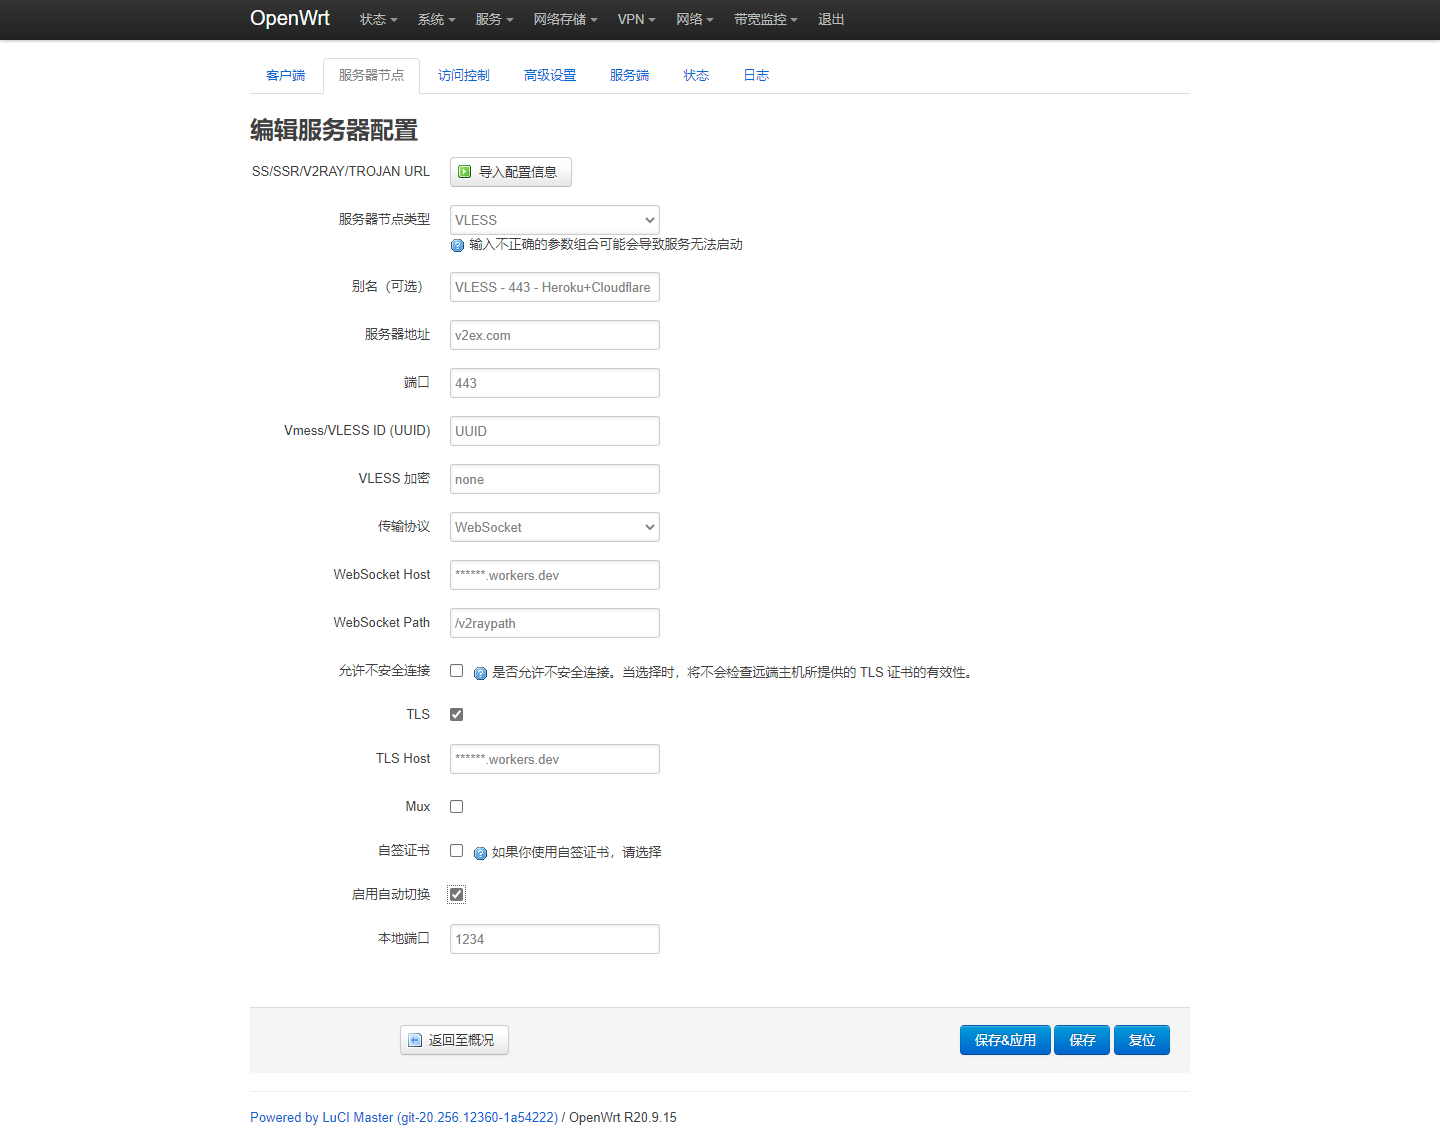 OpenWrt 状态 系统 服务 网络存储 VPN 网络 带宽监控 退出
客户端 服务器节点 访问控制 高级设置 服务端 状态 日志
编辑服务器配置
SS/SSR/V2RAY/TROJAN URL 导入配置信息
服务器节点类型 VLESS
输入不正确的参数组合可能会导致服务无法启动
别名（可选） VLESS - 443 - Heroku+Cloudflare
服务器地址 v2ex.com
端口 443
Vmess/VLESS ID (UUID) UUID
VLESS 加密 none
传输协议 WebSocket
WebSocket Host ******.workers.dev
WebSocket Path /v2raypath
允许不安全连接 是否允许不安全连接。当选择时，将不会检查远端主机所提供的 TLS 证书的有效性。
TLS
TLS Host ******.workers.dev
Mux
自签证书 如果你使用自签证书，请选择
启用自动切换
本地端口 1234
返回至概况 保存&应用 保存 复位
Powered by LuCI Master (git-20.256.12360-1a54222) / OpenWrt R20.9.15